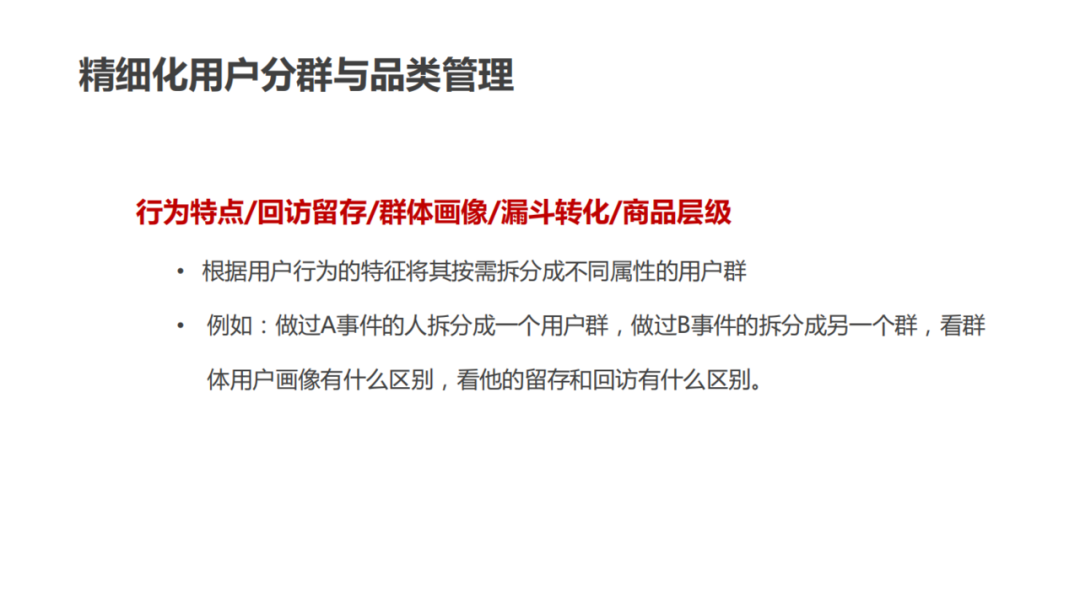 精细化用户分群与品类管理
行为特点/回访留存/群体画像/漏斗转化/商品层级
• 根据用户行为的特征将其按需拆分成不同属性的用户群
• 例如：做过A事件的人拆分成一个用户群，做过B事件的拆分成另一个群，看群
体用户画像有什么区别，看他的留存和回访有什么区别。